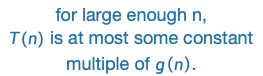 for large enough n,
T(n) is at most some constant
multiple of g(n).